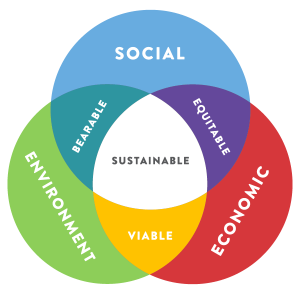 SOCIAL
BEARABLE
EQUITABLE
SUSTAINABLE
ENVIRONMENT
ECONOMIC
VIABLE